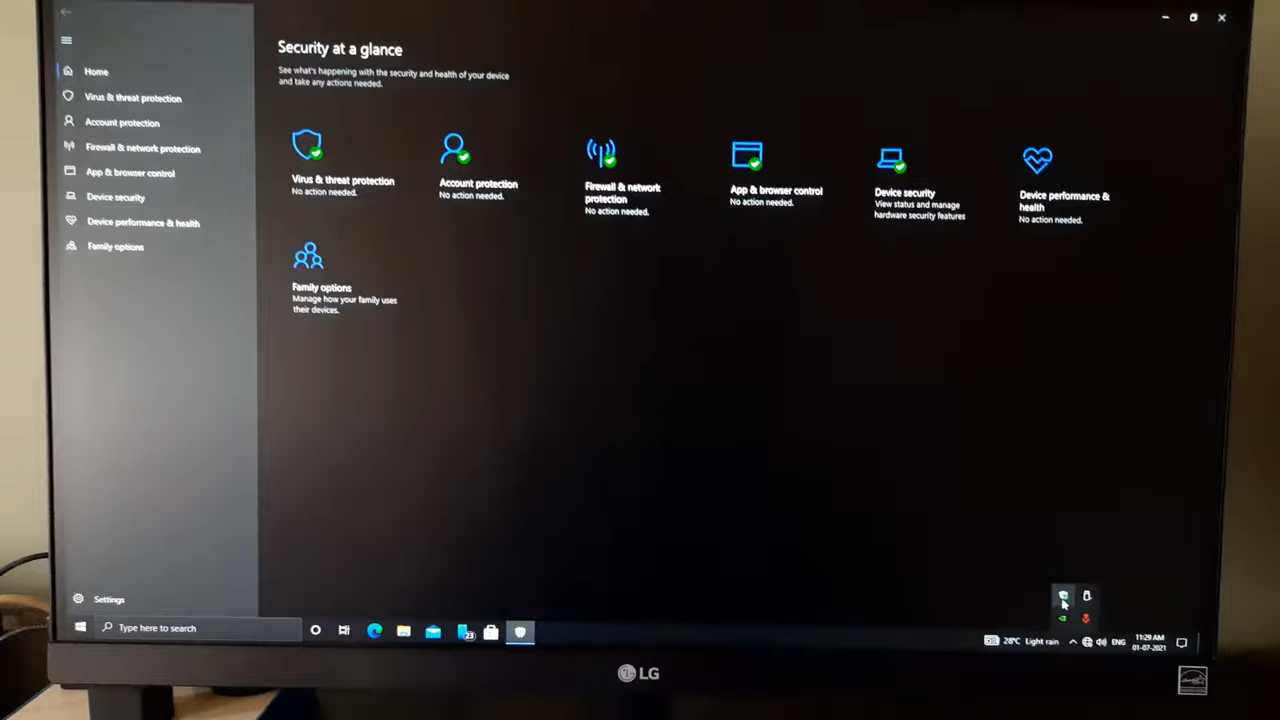 Security at a glance
See what's happening with the security and health of your device
and take any actions needed.
Home
Virus & threat protection
Account protection
Firewall & network protection
App & browser control
Device security
Device performance & health
Family options
Virus & threat protection
No action needed.
Account protection
No action needed.
Firewall & network
protection
No action needed.
App & browser control
No action needed.
Device security
View status and manage
hardware security features
Device performance &
health
No action needed.
Family options
Manage how your family uses
their devices.
Settings
Type here to search
23
28°C Light rain
ENG
11:29 AM
01-07-2021
LG